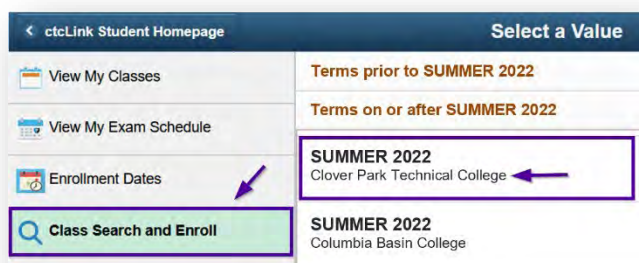 ctcLink Student Homepage
Select a Value
View My Classes
View My Exam Schedule
Enrollment Dates
Class Search and Enroll
Terms prior to SUMMER 2022
Terms on or after SUMMER 2022
SUMMER 2022
Clover Park Technical College
SUMMER 2022
Columbia Basin College